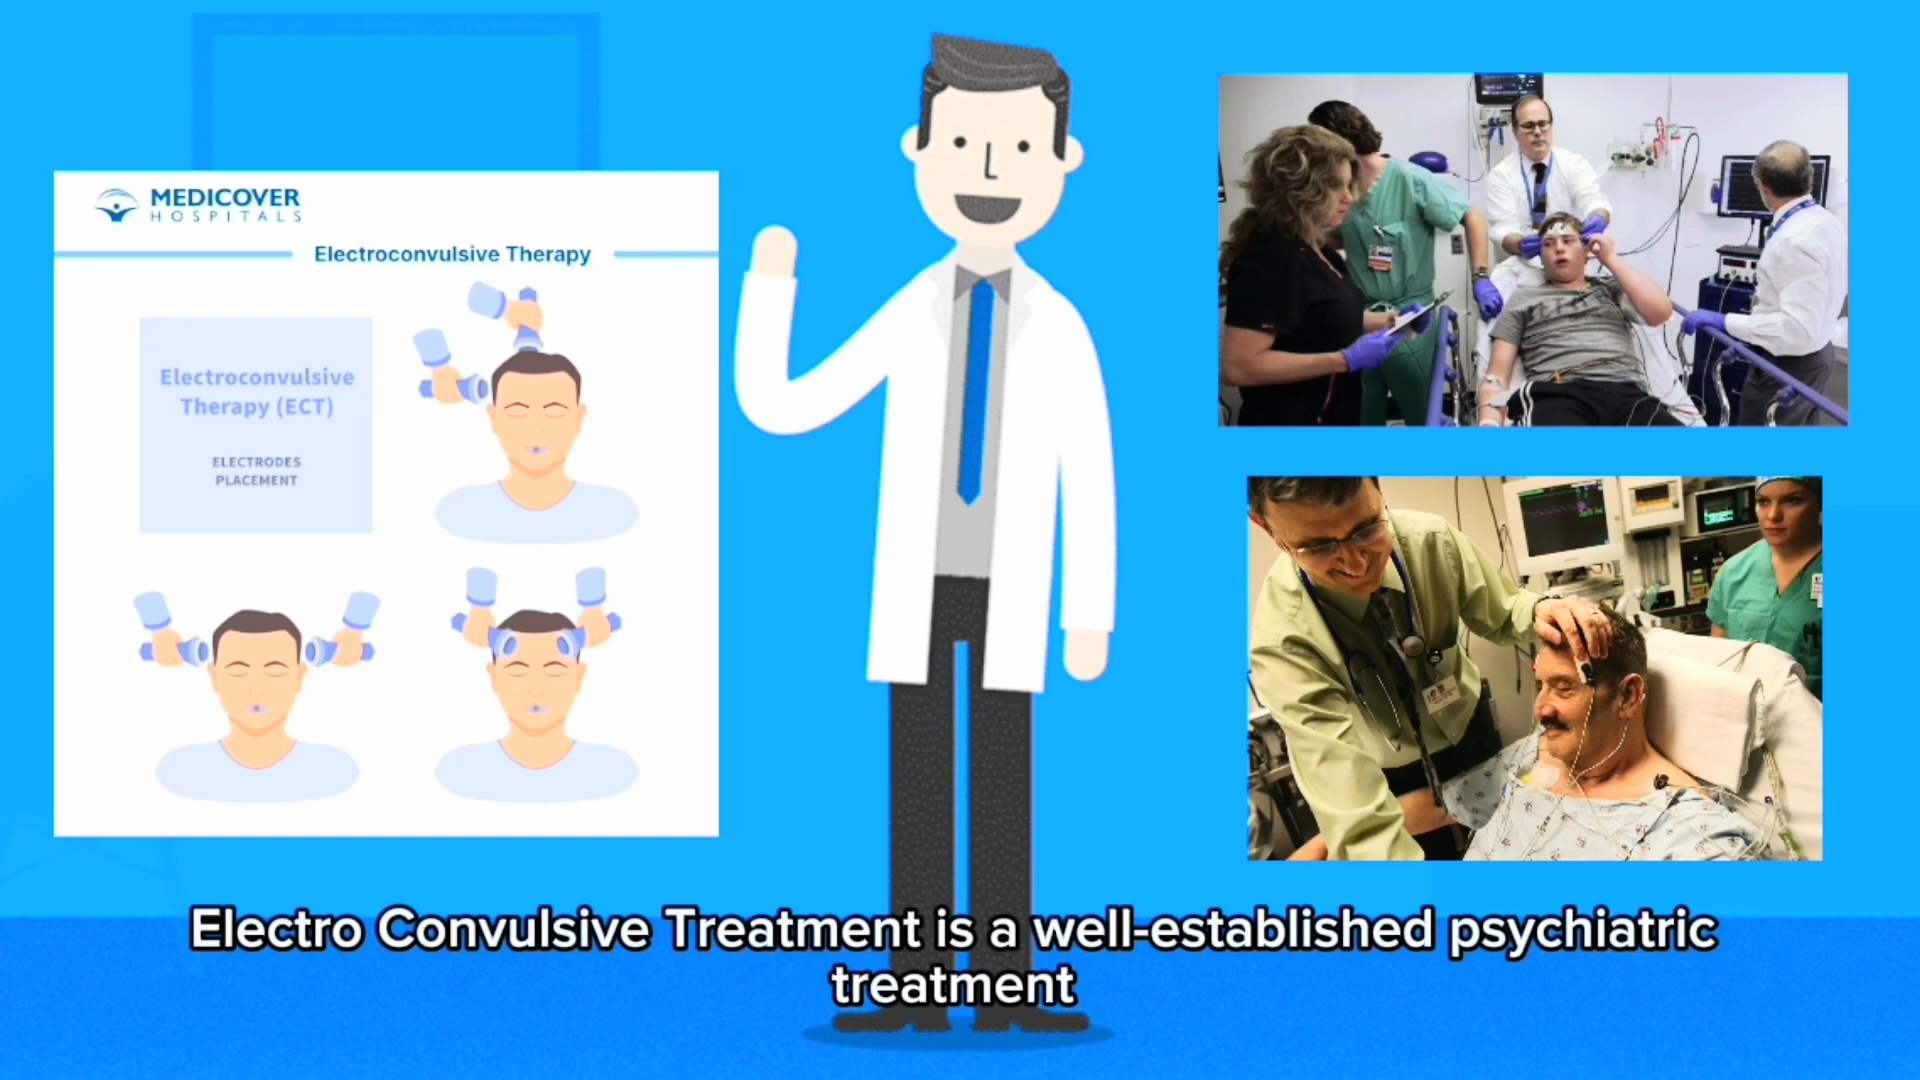 MEDICOVER
HOSPITALS
Electroconvulsive Therapy
Electroconvulsive
Therapy (ECT)
ELECTRODES
PLACEMENT
Electro Convulsive Treatment is a well-established psychiatric
treatment